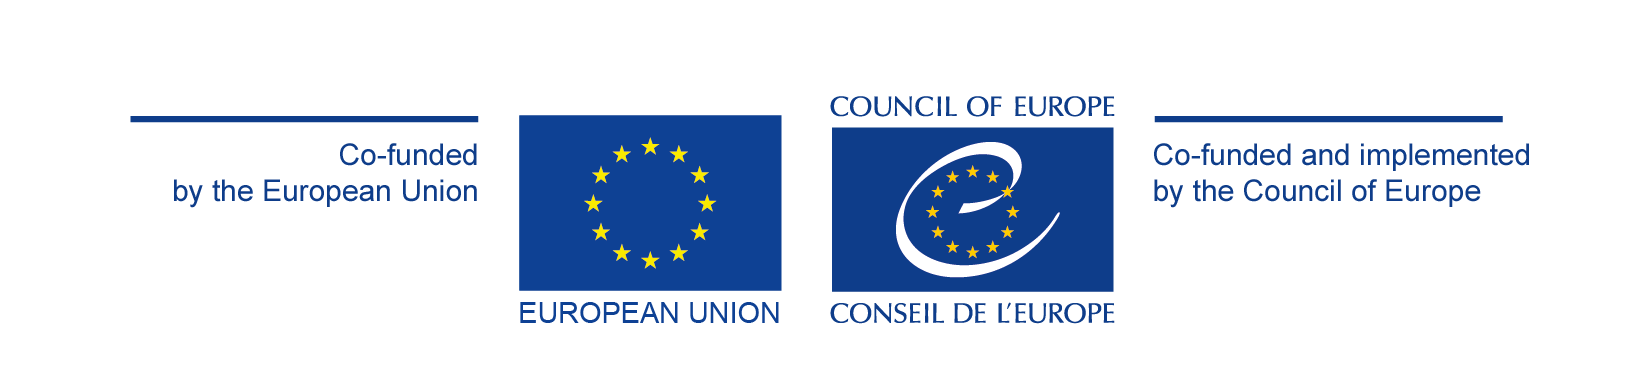 Co-funded
by the European Union
EUROPEAN UNION
COUNCIL OF EUROPE
CONSEIL DE L'EUROPE
Co-funded and implemented
by the Council of Europe